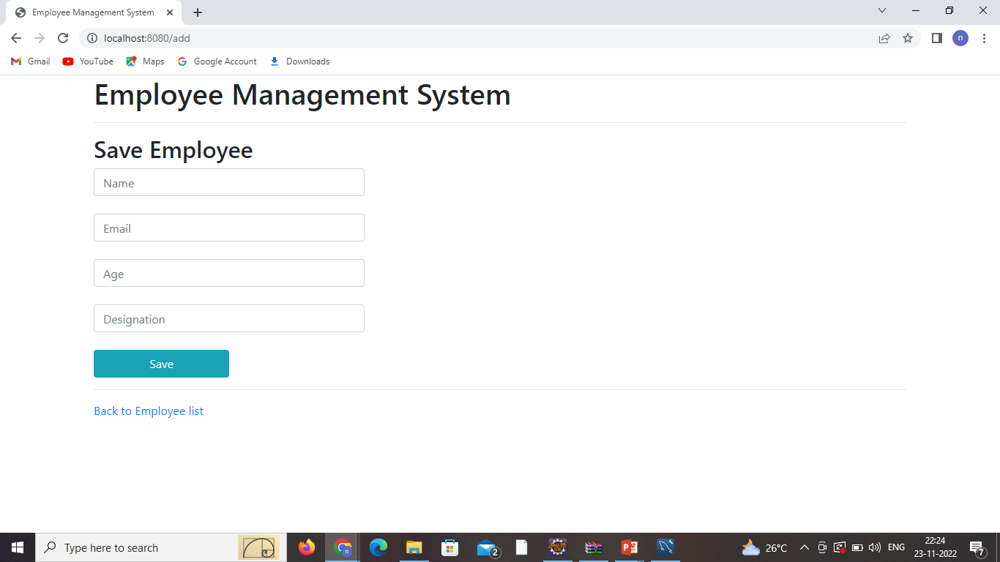 Employee Management System
localhost:8080/add
n
Gmail
YouTube
Maps
Google Account
Downloads
Employee Management System
Save Employee
Name
Email
Age
Designation
Save
Back to Employee list
Type here to search
n
2
26°C
ENG
22:24
23-11-2022
7